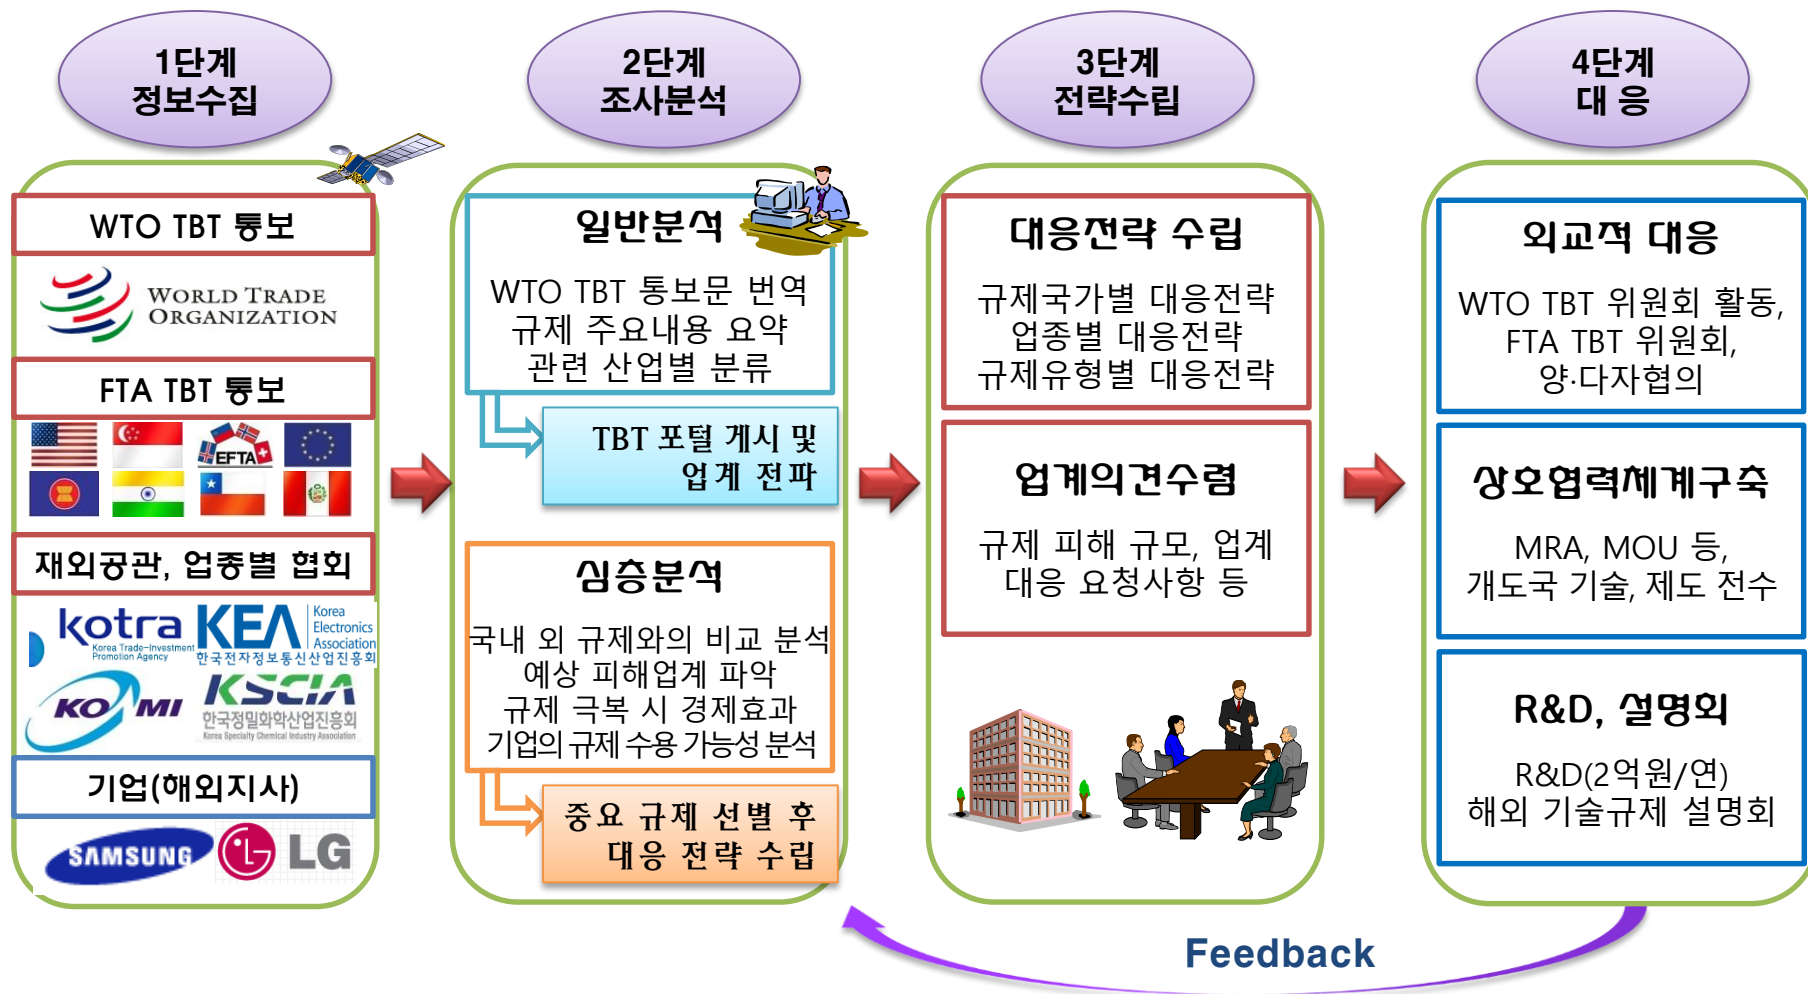 1단계
정보수집
WTO TBT 통보
WORLD TRADE
ORGANIZATION
FTA TBT 통보
EFTA
재외공관, 업종별 협회
kotra
Korea Trade-Investment
Promotion Agency
KEA
Korea
Electronics
Association
한국전자정보통신산업진흥회
KOMI
KSCIA
한국정밀화학산업진흥회
Korea Specialty Chemical Industry Association
기업(해외지사)
SAMSUNG
LG
2단계
조사분석
일반분석
WTO TBT 통보문 번역
규제 주요내용 요약
관련 산업별 분류
TBT 포털 게시 및
업계 전파
심층분석
국내 외 규제와의 비교 분석
예상 피해업계 파악
규제 극복 시 경제효과
기업의 규제 수용 가능성 분석
중요 규제 선별 후
대응 전략 수립
3단계
전략수립
대응전략 수립
규제국가별 대응전략
업종별 대응전략
규제유형별 대응전략
업계의견수렴
규제 피해 규모, 업계
대응 요청사항 등
4단계
대 응
외교적 대응
WTO TBT 위원회 활동,
FTA TBT 위원회,
양·다자협의
상호협력체계구축
MRA, MOU 등,
개도국 기술, 제도 전수
R&D, 설명회
R&D(2억원/연)
해외 기술규제 설명회
Feedback